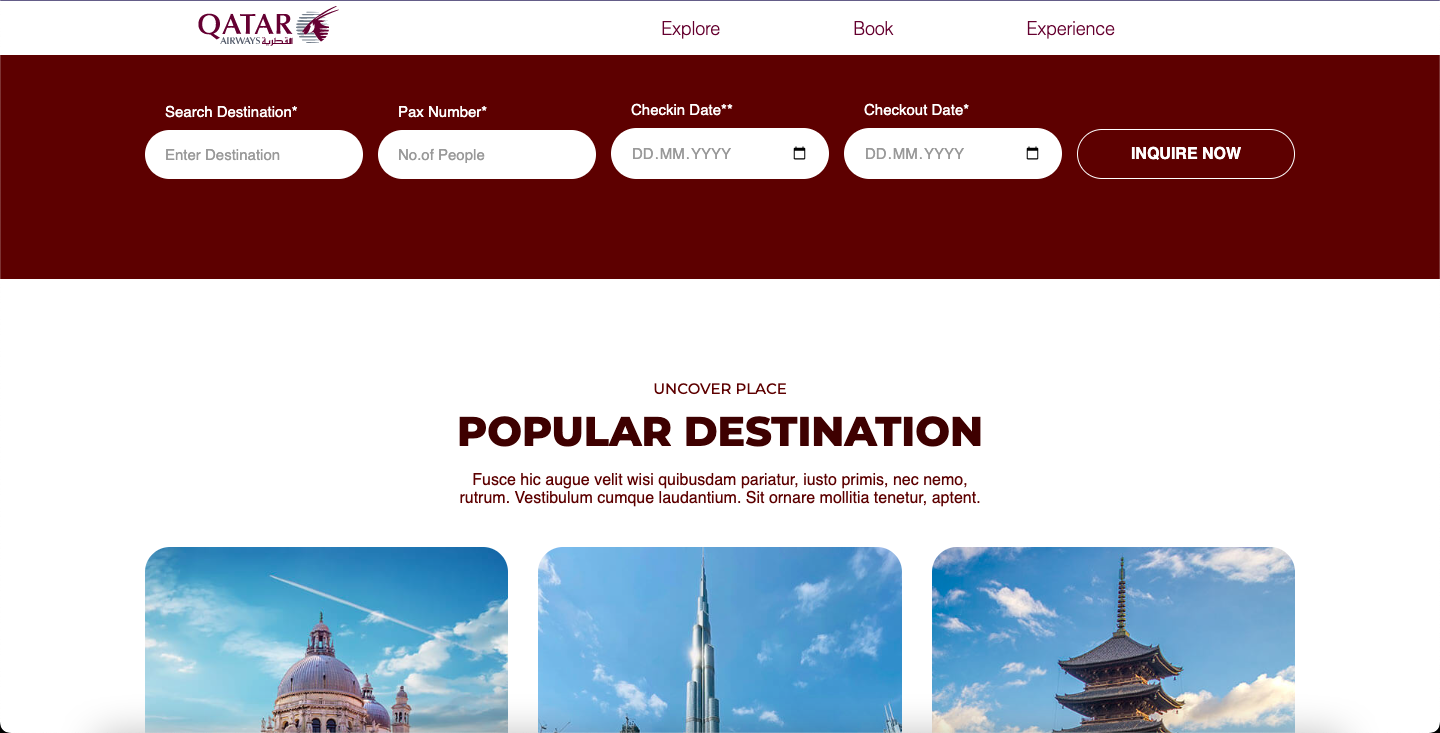 QATAR
AIRWAYS القطرية
Explore
Book
Experience
Search Destination*
Pax Number*
Checkin Date**
Checkout Date*
Enter Destination
No.of People
DD.MM.YYYY
DD.MM.YYYY
INQUIRE NOW
UNCOVER PLACE
POPULAR DESTINATION
Fusce hic augue velit wisi quibusdam pariatur, iusto primis, nec nemo,
rutrum. Vestibulum cumque laudantium. Sit ornare mollitia tenetur, aptent.